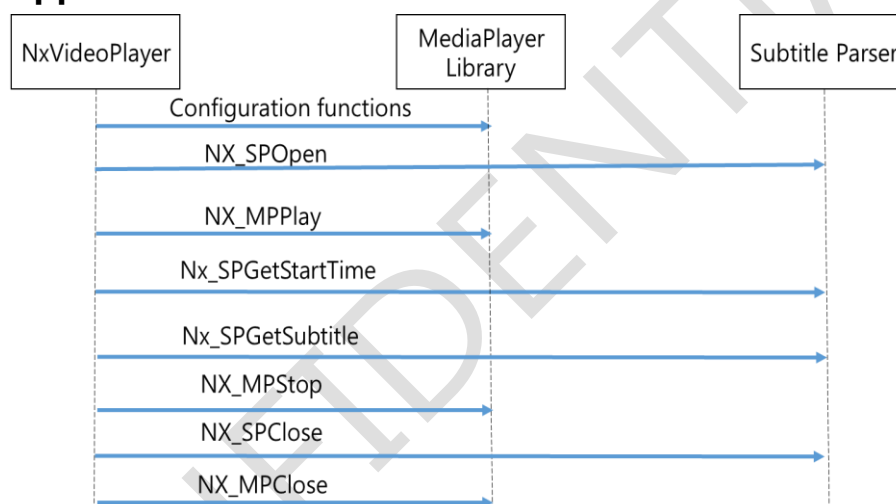 NxVideoPlayer
MediaPlayer
Library
Subtitle Parser
Configuration functions
NX_SPOpen
NX_MPPlay
Nx_SPGetStartTime
Nx_SPGetSubtitle
NX_MPStop
NX_SPClose
NX_MPClose